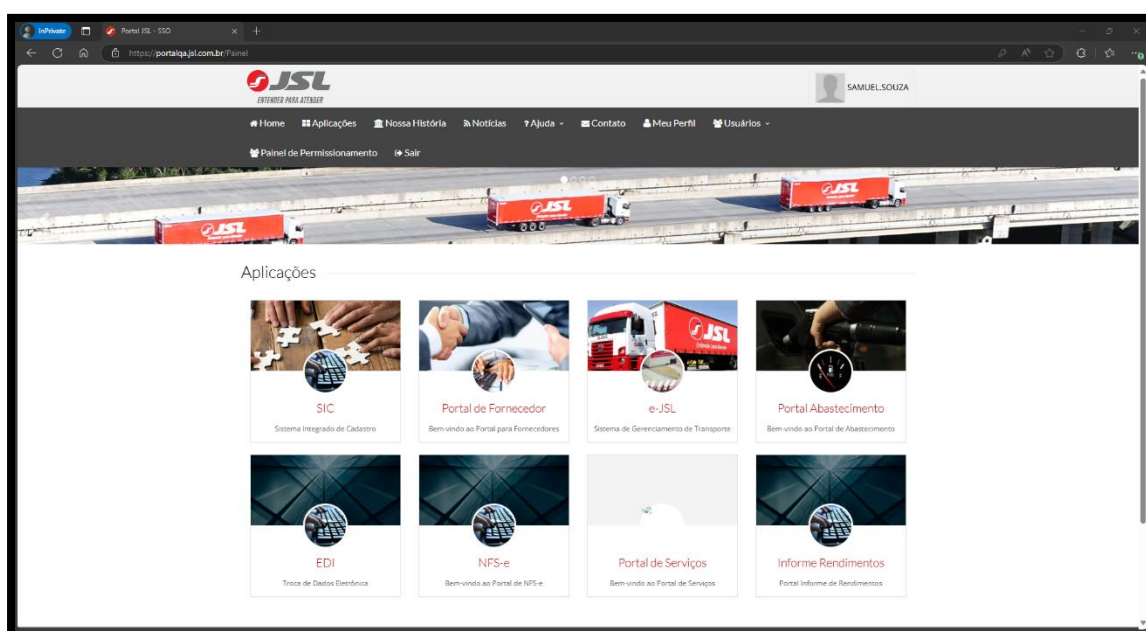 InPrivate
Portal JSL - SSO
https://portalqa.jsl.com.br/Painel
JSL
ENTENDER PARA ATENDER
SAMUEL.SOUZA
Home Aplicações Nossa História Notícias ? Ajuda Contato Meu Perfil Usuários
Painel de Permissionamento Sair
JSL
JSL
JSL
Aplicações
JSL
SIC
Sistema Integrado de Cadastro
Portal de Fornecedor
Bem-vindo ao Portal para Fornecedores
e-JSL
Sistema de Gerenciamento de Transporte
Portal Abastecimento
Bem-vindo ao Portal de Abastecimento
EDI
Troca de Dados Eletrônica
NFS-e
Bem-vindo ao Portal de NFS-e
Portal de Serviços
Bem-vindo ao Portal de Serviços
Informe Rendimentos
Portal Informe de Rendimentos